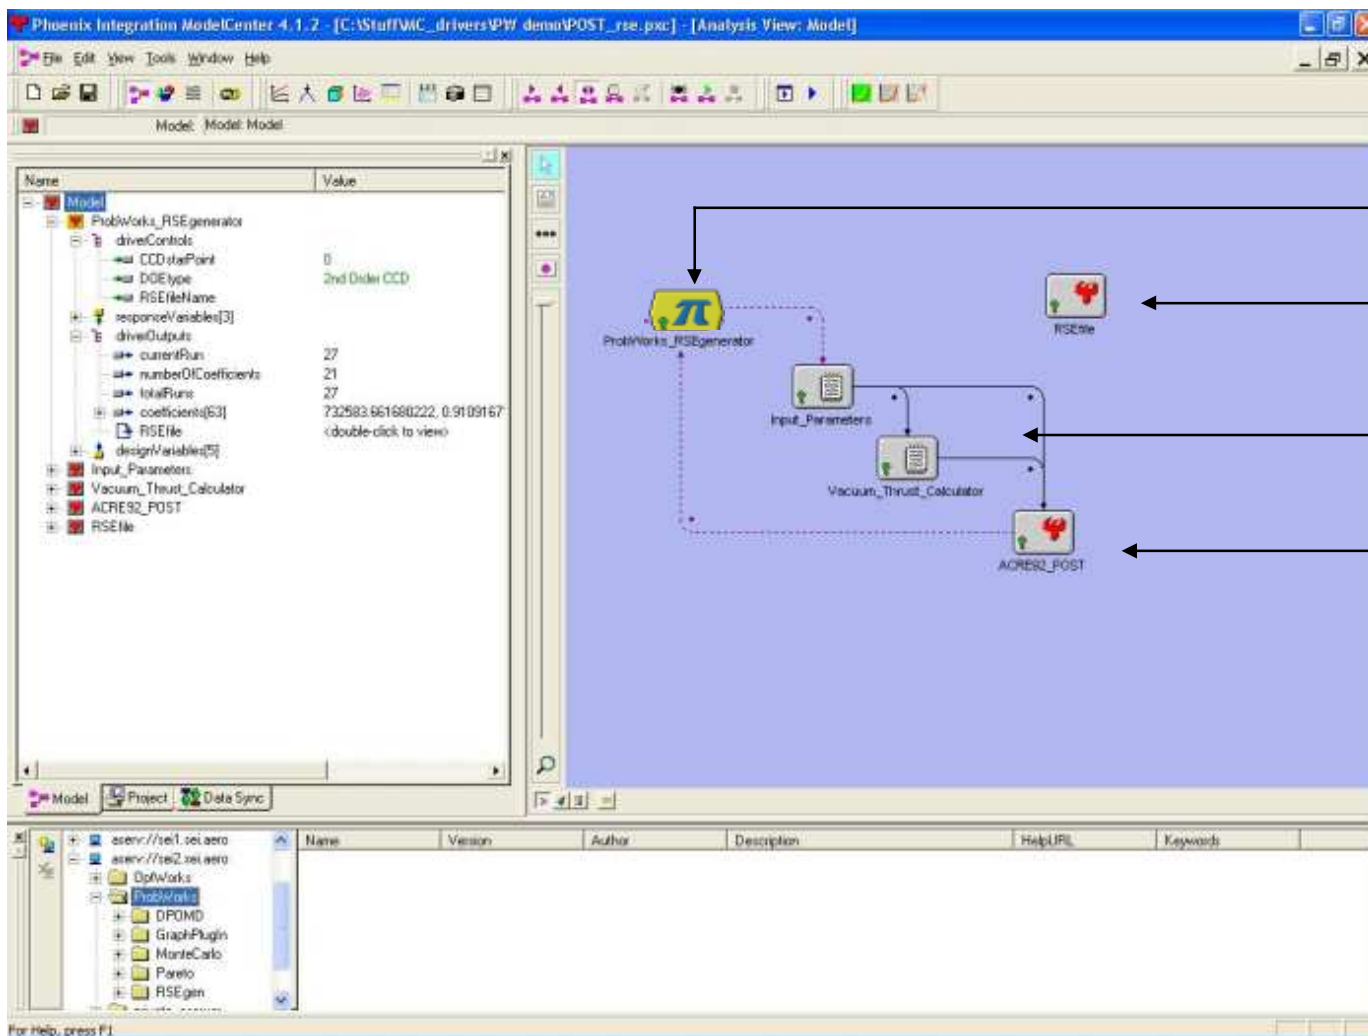 Phoenix Integration ModelCenter 4.1.2 - [C:\Stuff\MC_drivers\PW demo\POST_rse.pxc] - [Analysis View: Model]
File Edit View Tools Window Help
Model: Model: Model
Name Value
Model
ProbWorks_RSEgenerator
driverControls
CCDstarPoint 0
DOEtype 2nd Order CCD
RSEfileName
responseVariables[3]
driverOutputs
currentRun 27
numberOfCoefficients 21
totalRuns 27
coefficients[63] 732583.661680222, 0.9109167
RSEfile <double-click to view>
designVariables[5]
Input_Parameters
Vacuum_Thrust_Calculator
ACRE92_POST
RSEfile
π
ProbWorks_RSEgenerator
RSEfile
Input_Parameters
Vacuum_Thrust_Calculator
ACRE92_POST
Model Project Data Sync
aserv://sei1.sei.aero
aserv://sei2.sei.aero
OptWorks
ProbWorks
DPOMD
GraphPlugIn
MonteCarlo
Pareto
RSEgen
Name Version Author Description HelpURL Keywords
For Help, press F1